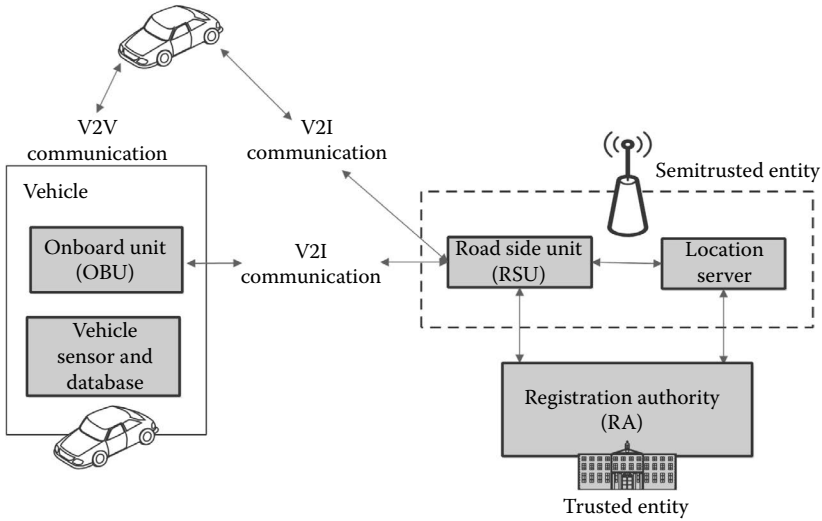 V2V
communication
V2I
communication
Semitrusted entity
Vehicle
Onboard unit
(OBU)
V2I
communication
Road side unit
(RSU)
Location
server
Vehicle
sensor and
database
Registration authority
(RA)
Trusted entity